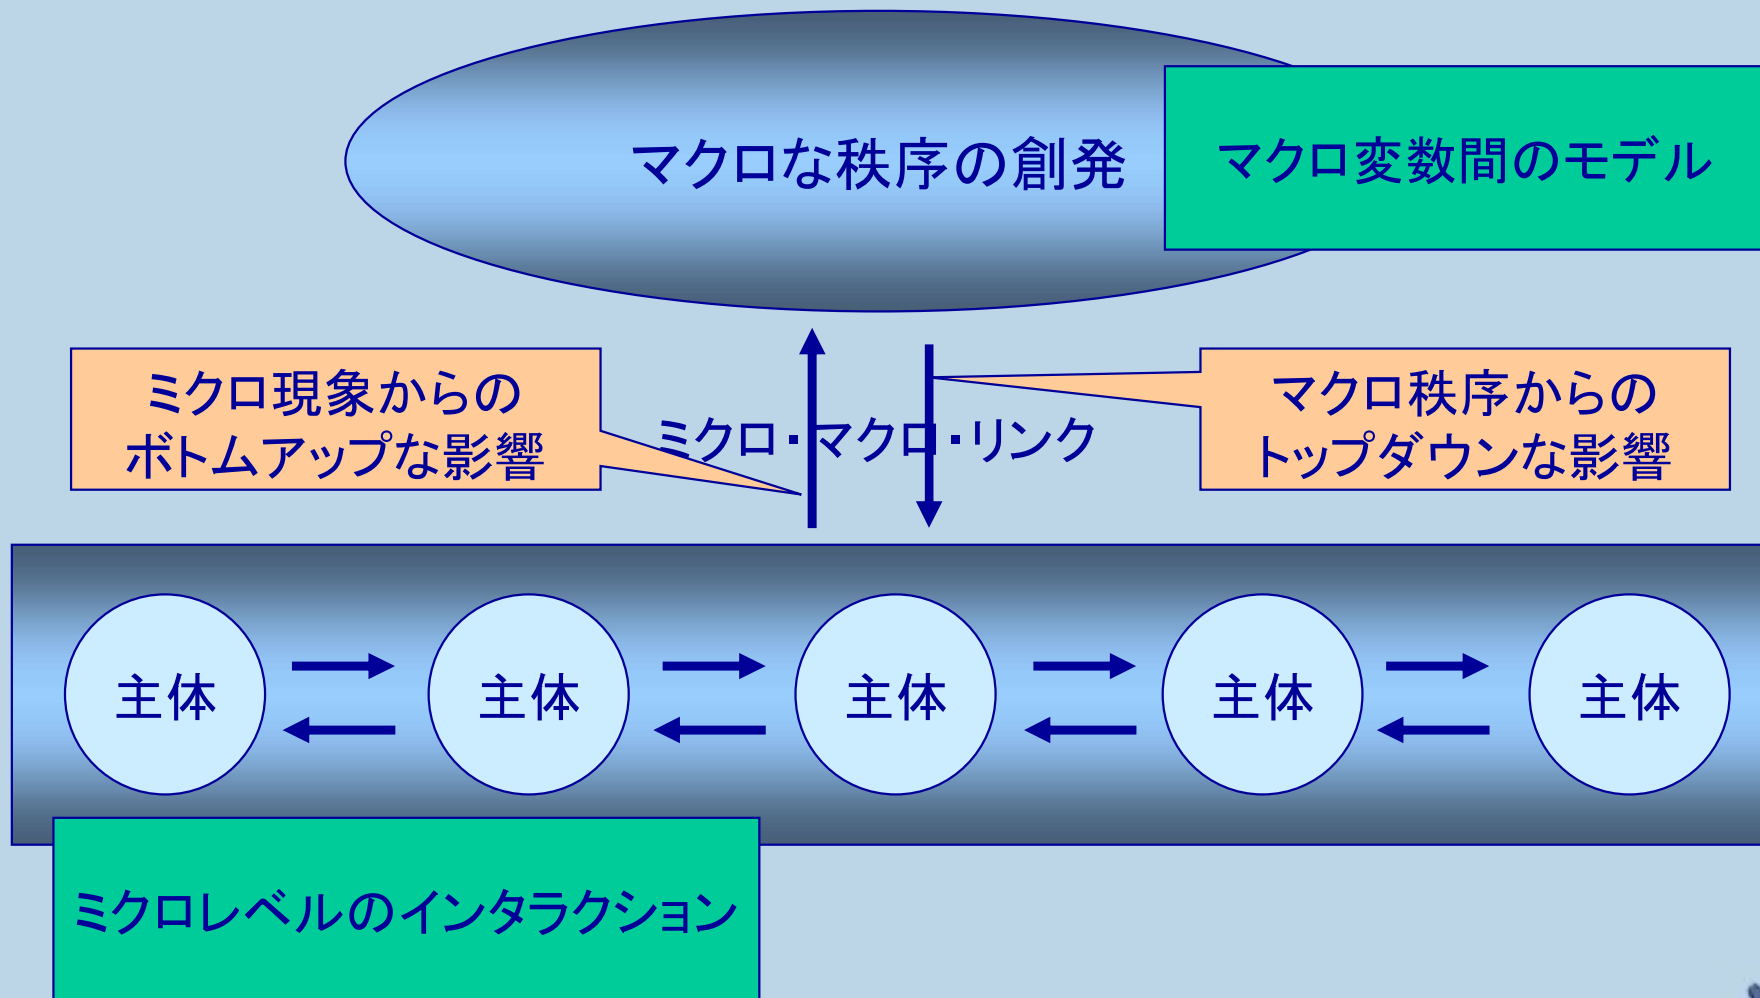 マクロな秩序の創発
マクロ変数間のモデル
ミクロ現象からの
ボトムアップな影響
ミクロ・マクロ・リンク
マクロ秩序からの
トップダウンな影響
主体
主体
主体
主体
主体
ミクロレベルのインタラクション